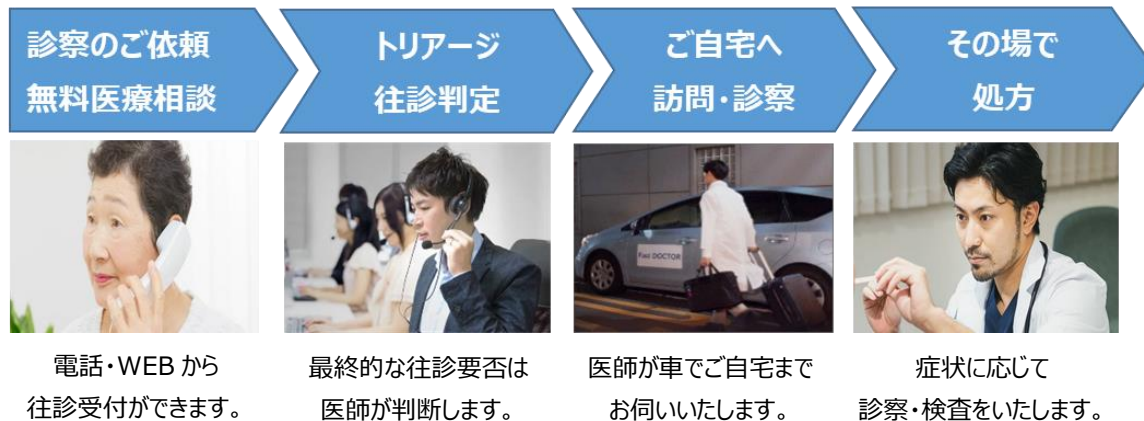 診察のご依頼
無料医療相談
トリアージ
往診判定
ご自宅へ
訪問・診察
その場で
処方
Fast DOCTOR
電話・WEB から
往診受付ができます。
最終的な往診要否は
医師が判断します。
医師が車でご自宅まで
お伺いいたします。
症状に応じて
診察・検査をいたします。